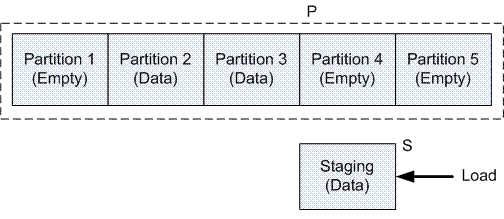 P
Partition 1
(Empty)
Partition 2
(Data)
Partition 3
(Data)
Partition 4
(Empty)
Partition 5
(Empty)
S
Staging
(Data)
Load